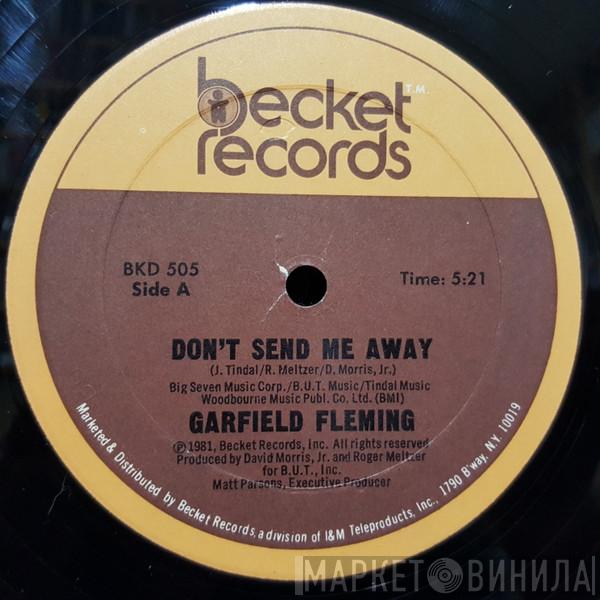 becket T.M.
records
BKD 505
Side A
Time: 5:21
DON'T SEND ME AWAY
(J. Tindal/R. Meltzer/D. Morris, Jr.)
Big Seven Music Corp./B.U.T. Music/Tindal Music
Woodbourne Music Publ. Co. Ltd. (BMI)
GARFIELD FLEMING
℗1981, Becket Records, Inc. All rights reserved
Produced by David Morris, Jr. and Roger Meltzer
for B.U.T., Inc.
Matt Parsons, Executive Producer
Marketed & Distributed by Becket Records, a division of I&M Teleproducts, Inc., 1790 B'way, N.Y. 10019
МАРКЕТ ВИНИЛА